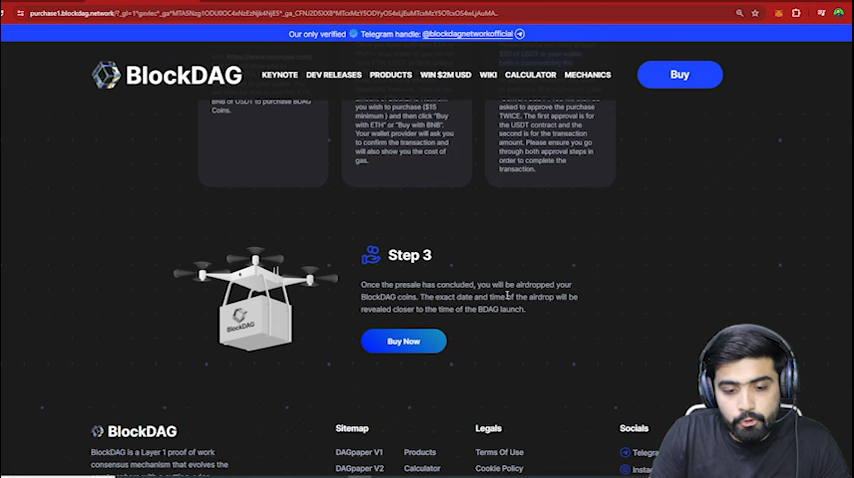 purchase1.blockdag.network/?_gl=1*
Our only verified Telegram handle: @blockdagnetworkofficial
BlockDAG KEYNOTE DEV RELEASES PRODUCTS WIN $2M USD WIKI CALCULATOR MECHANICS Buy
BNB or USDT to purchase BDAG
Coins.
you wish to purchase ($15
minimum ) and then click "Buy
with ETH" or "Buy with BNB".
Your wallet provider will ask you
to confirm the transaction and
will also show you the cost of
gas.
asked to approve the purchase
TWICE. The first approval is for
the USDT contract and the
second is for the transaction
amount. Please ensure you go
through both approval steps in
order to complete the
transaction.
Step 3
Once the presale has concluded, you will be airdropped your
BlockDAG coins. The exact date and time of the airdrop will be
revealed closer to the time of the BDAG launch.
BlockDAG
Buy Now
BlockDAG
BlockDAG is a Layer 1 proof of work
consensus mechanism that evolves the
Sitemap
DAGpaper V1 Products
DAGpaper V2 Calculator
Legals
Terms Of Use
Cookie Policy
Socials
Telegra
Insta